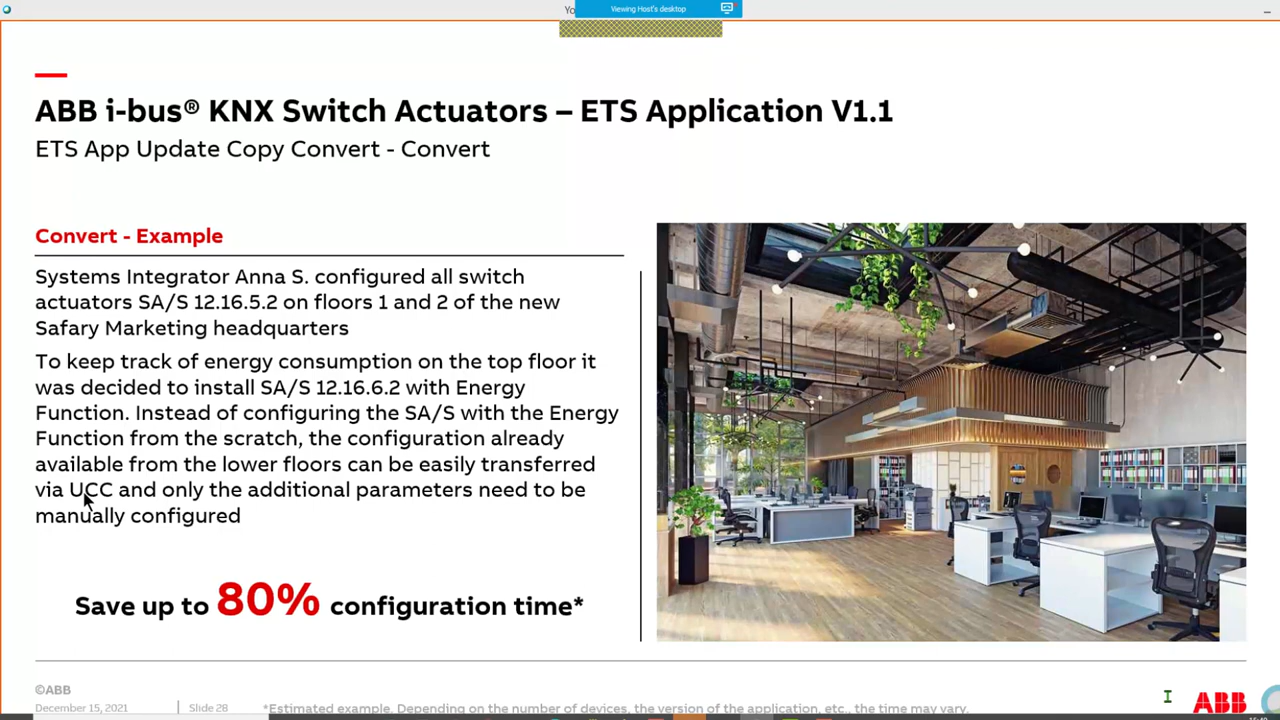 Yo
Viewing Host's desktop
ABB i-bus® KNX Switch Actuators – ETS Application V1.1
ETS App Update Copy Convert - Convert
Convert - Example
Systems Integrator Anna S. configured all switch
actuators SA/S 12.16.5.2 on floors 1 and 2 of the new
Safary Marketing headquarters
To keep track of energy consumption on the top floor it
was decided to install SA/S 12.16.6.2 with Energy
Function. Instead of configuring the SA/S with the Energy
Function from the scratch, the configuration already
available from the lower floors can be easily transferred
via UCC and only the additional parameters need to be
manually configured
Save up to 80% configuration time*
©ABB
December 15, 2021
Slide 28
*Estimated example. Depending on the number of devices, the version of the application, etc., the time may vary.
ABB